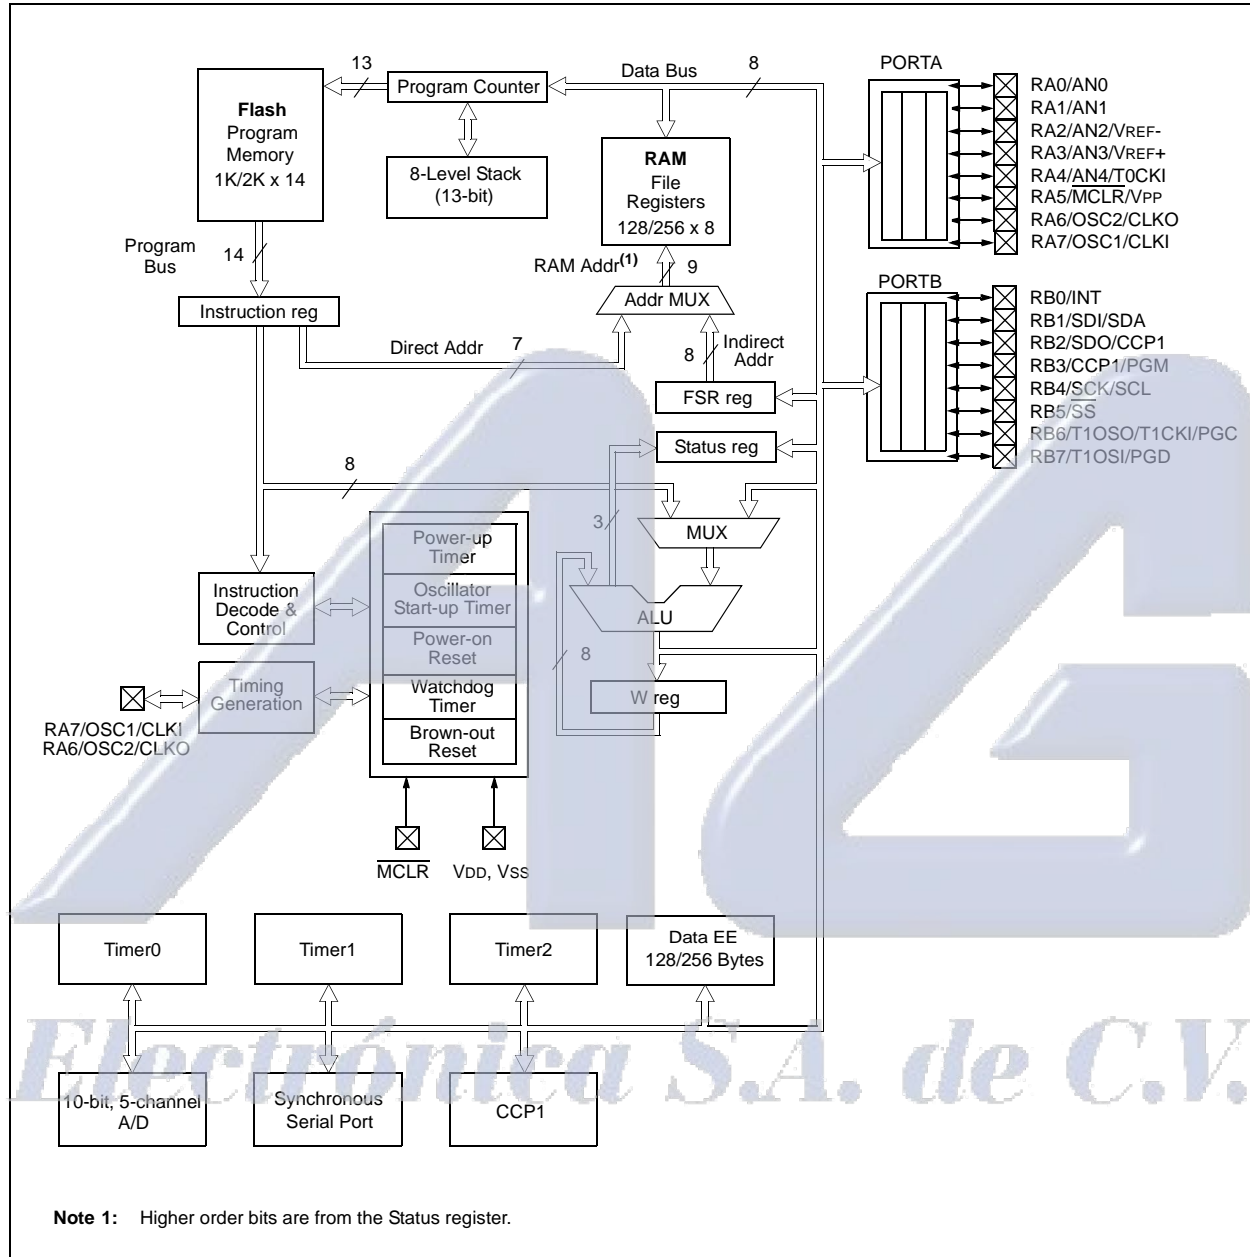 13
Data Bus
8
PORTA
Flash
Program
Memory
1K/2K x 14
Program Counter
8-Level Stack
(13-bit)
RAM
File
Registers
128/256 x 8
RA0/AN0
RA1/AN1
RA2/AN2/VREF-
RA3/AN3/VREF+
RA4/AN4/T0CKI
RA5/MCLR/VPP
RA6/OSC2/CLKO
RA7/OSC1/CLKI
Program
Bus
14
RAM Addr(1)
9
PORTB
Instruction reg
Addr MUX
RB0/INT
RB1/SDI/SDA
RB2/SDO/CCP1
RB3/CCP1/PGM
RB4/SCK/SCL
RB5/SS
RB6/T1OSO/T1CKI/PGC
RB7/T1OSI/PGD
Direct Addr
7
8
Indirect
Addr
FSR reg
Status reg
8
3
MUX
Power-up
Timer
Instruction
Decode &
Control
Oscillator
Start-up Timer
ALU
Power-on
Reset
8
Timing
Generation
Watchdog
Timer
W reg
RA7/OSC1/CLKI
RA6/OSC2/CLKO
Brown-out
Reset
MCLR
VDD, VSS
AG
Timer0
Timer1
Timer2
Data EE
128/256 Bytes
Electrónica S.A. de C.V.
10-bit, 5-channel
A/D
Synchronous
Serial Port
CCP1
Note 1: Higher order bits are from the Status register.